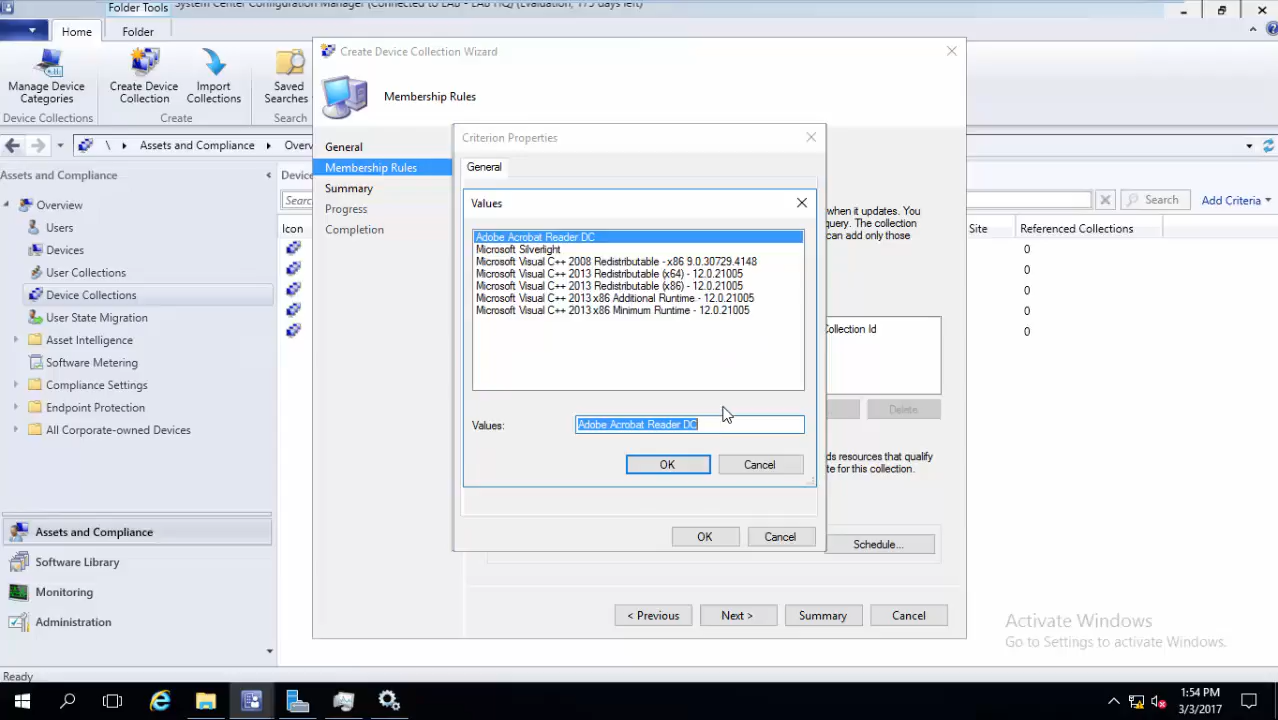 Folder Tools
System Center Configuration Manager (Connected to LAB - LAB HQ) (Evaluation, 175 days left)
Home
Folder
Manage Device Categories
Create Device Collection
Import Collections
Saved Searches
Device Collections
Create
Search
\ Assets and Compliance Overv
Assets and Compliance
Overview
Users
Devices
User Collections
Device Collections
User State Migration
Asset Intelligence
Software Metering
Compliance Settings
Endpoint Protection
All Corporate-owned Devices
Assets and Compliance
Software Library
Monitoring
Administration
Ready
Devic
Searc
Search
Add Criteria
Icon
Site
Referenced Collections
0
0
0
0
0
Create Device Collection Wizard
Membership Rules
General
Membership Rules
Summary
Progress
Completion
when it updates. You
query. The collection
can add only those
Collection Id
Delete
ds resources that qualify
te for this collection.
Schedule...
< Previous
Next >
Summary
Cancel
Criterion Properties
General
Values
Adobe Acrobat Reader DC
Microsoft Silverlight
Microsoft Visual C++ 2008 Redistributable - x86 9.0.30729.4148
Microsoft Visual C++ 2013 Redistributable (x64) - 12.0.21005
Microsoft Visual C++ 2013 Redistributable (x86) - 12.0.21005
Microsoft Visual C++ 2013 x86 Additional Runtime - 12.0.21005
Microsoft Visual C++ 2013 x86 Minimum Runtime - 12.0.21005
Values: Adobe Acrobat Reader DC
OK
Cancel
OK
Cancel
Activate Windows
Go to Settings to activate Windows.
1:54 PM
3/3/2017